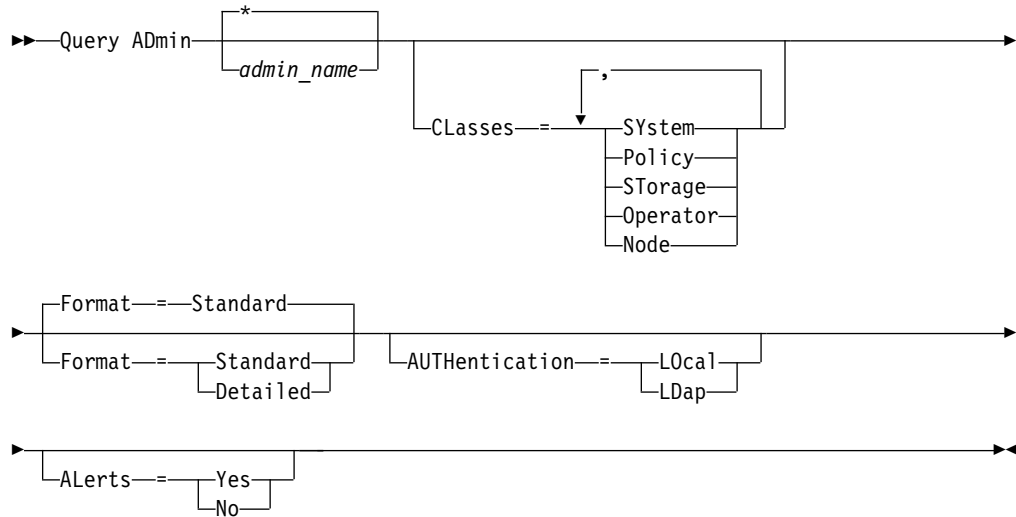 *
Query ADmin
admin_name
,
CLasses = SYstem
Policy
STorage
Operator
Node
Format = Standard
Format = Standard
Detailed
AUTHentication = LOcal
LDap
ALerts = Yes
No